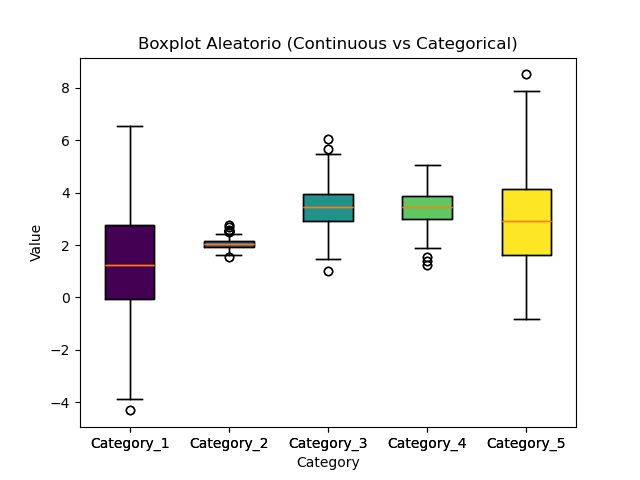 Boxplot Aleatorio (Continuous vs Categorical)
Value
8
6
4
2
0
−2
−4
Category_1 Category_2 Category_3 Category_4 Category_5
Category